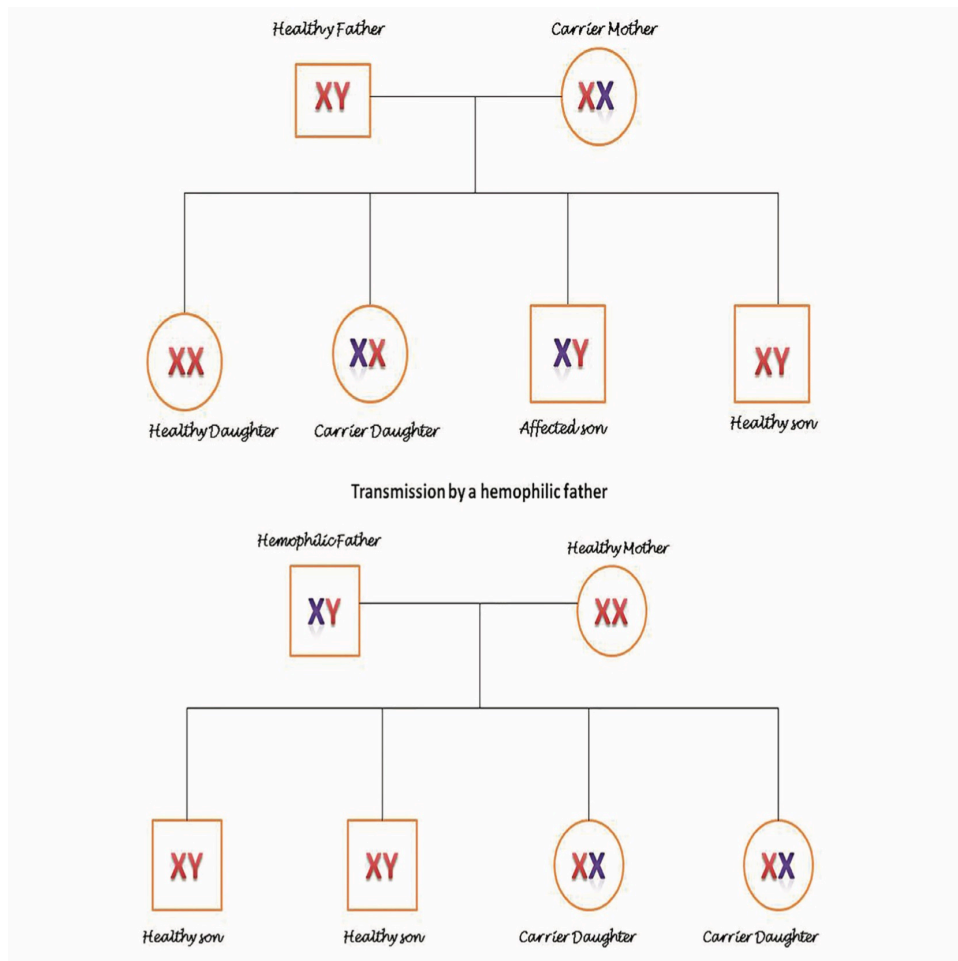 Healthy Father Carrier Mother
XY XX
XX XX XY XY
Healthy Daughter Carrier Daughter Affected son Healthy son
Transmission by a hemophilic father
Hemophilic Father Healthy Mother
XY XX
XY XY XX XX
Healthy son Healthy son Carrier Daughter Carrier Daughter